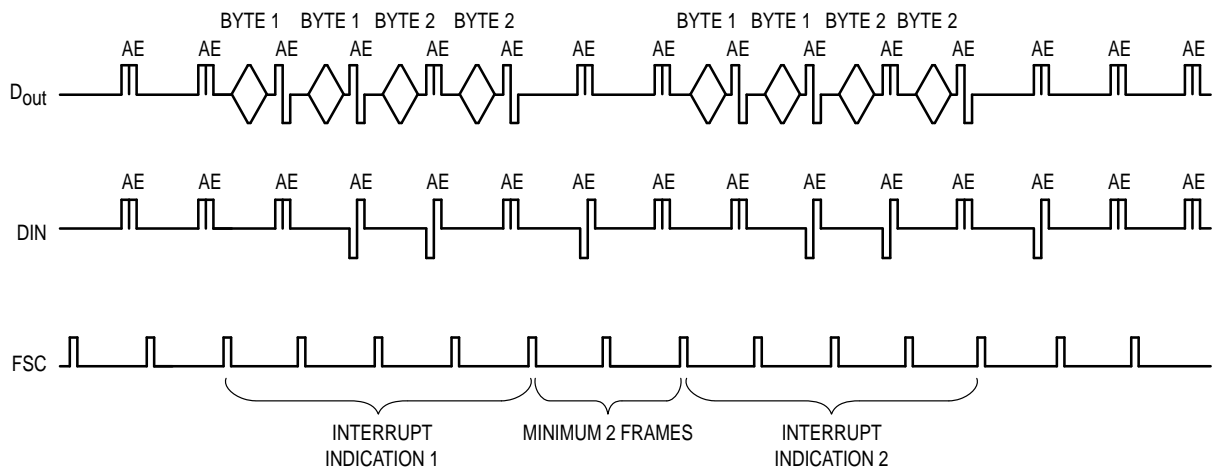 BYTE 1 BYTE 1 BYTE 2 BYTE 2 BYTE 1 BYTE 1 BYTE 2 BYTE 2
AE AE AE AE AE AE AE AE AE AE AE AE AE AE AE
Dout
AE AE AE AE AE AE AE AE AE AE AE AE AE AE AE
DIN
FSC
INTERRUPT MINIMUM 2 FRAMES INTERRUPT
INDICATION 1 INDICATION 2